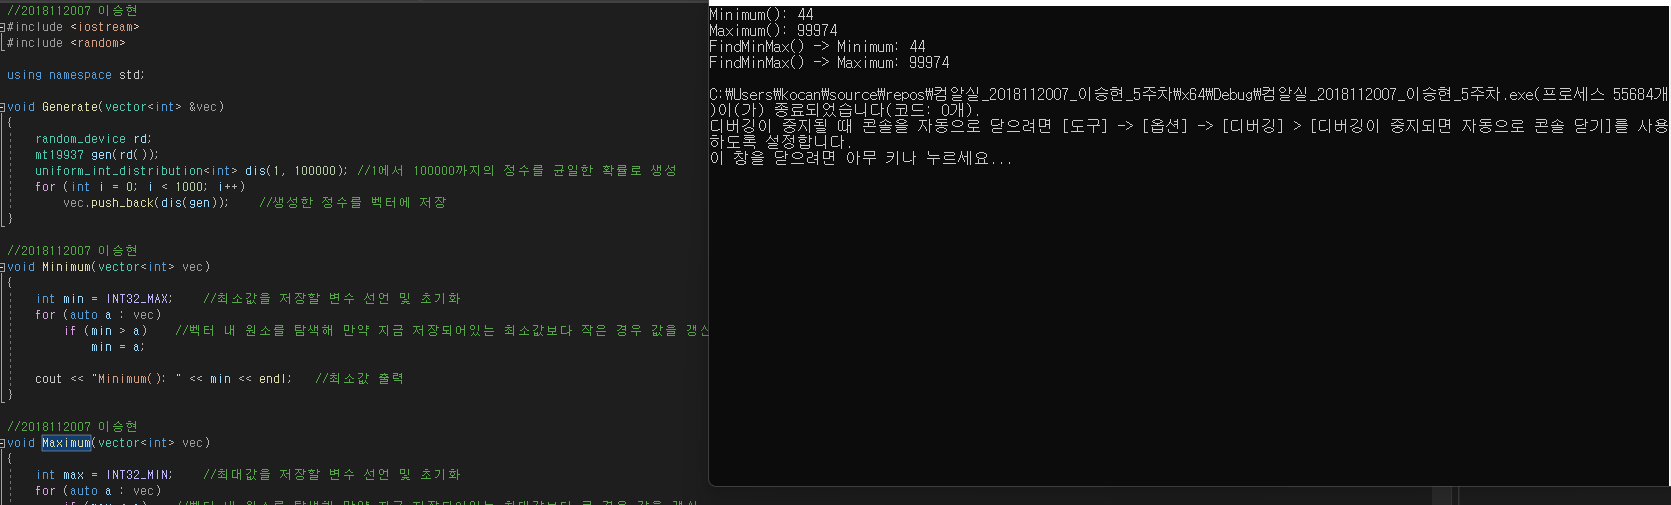 //2018112007 이승현
#include <iostream>
#include <random>
using namespace std;
void Generate(vector<int> &vec)
{
random_device rd;
mt19937 gen(rd());
uniform_int_distribution<int> dis(1, 100000); //1에서 100000까지의 정수를 균일한 확률로 생성
for (int i = 0; i < 1000; i++)
vec.push_back(dis(gen)); //생성한 정수를 벡터에 저장
}
//2018112007 이승현
void Minimum(vector<int> vec)
{
int min = INT32_MAX; //최소값을 저장할 변수 선언 및 초기화
for (auto a : vec)
if (min > a) //벡터 내 원소를 탐색해 만약 지금 저장되어있는 최소값보다 작은 경우 값을 갱신
min = a;
cout << "Minimum(): " << min << endl; //최소값 출력
}
//2018112007 이승현
void Maximum(vector<int> vec)
{
int max = INT32_MIN; //최대값을 저장할 변수 선언 및 초기화
for (auto a : vec)
Minimum(): 44
Maximum(): 99974
FindMinMax() -> Minimum: 44
FindMinMax() -> Maximum: 99974
C:₩Users₩kocan₩source₩repos₩컴알실_2018112007_이승현_5주차₩x64₩Debug₩컴알실_2018112007_이승현_5주차.exe(프로세스 55684개
)이(가) 종료되었습니다(코드: 0개).
디버깅이 중지될 때 콘솔을 자동으로 닫으려면 [도구] -> [옵션] -> [디버깅] > [디버깅이 중지되면 자동으로 콘솔 닫기]를 사용
하도록 설정합니다.
이 창을 닫으려면 아무 키나 누르세요...